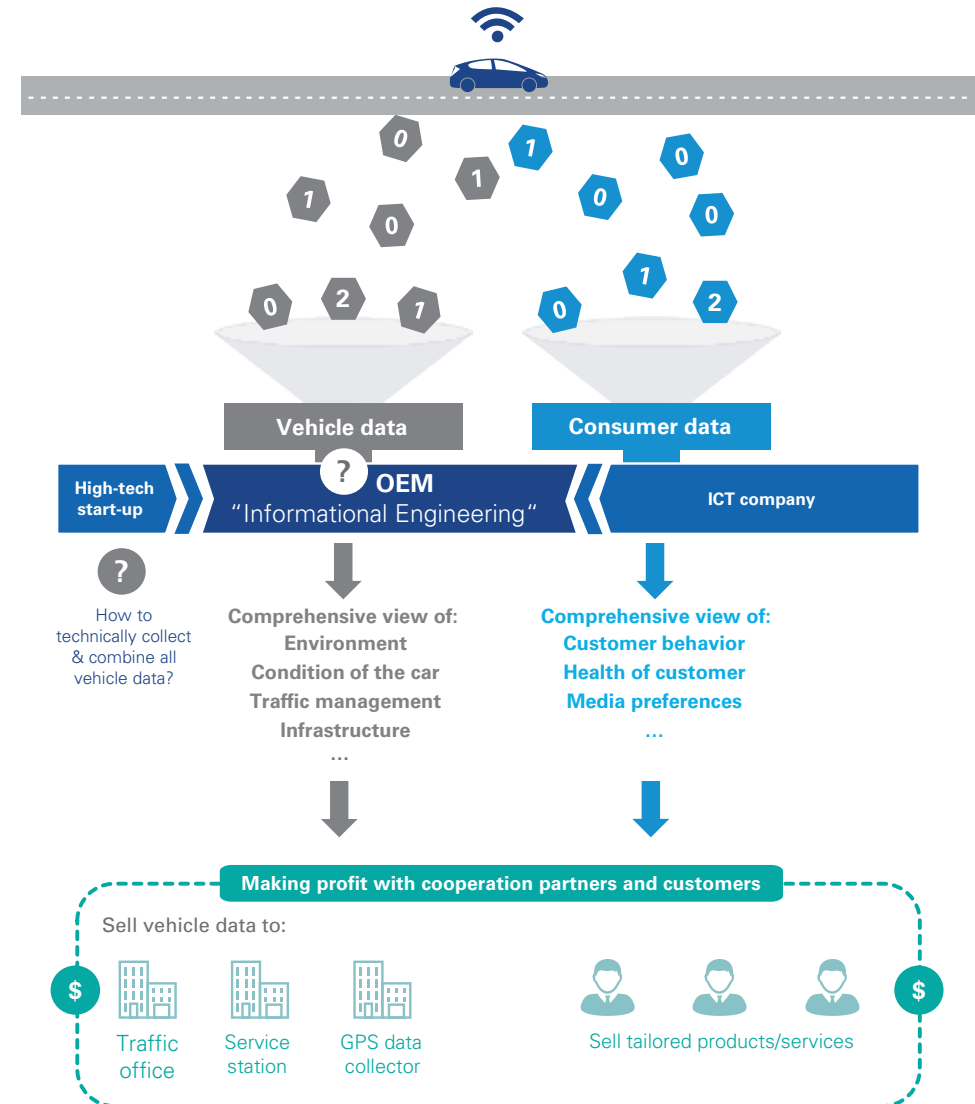 0
1
1
0
0
1
0
0
0
1
0
2
1
0
2
Vehicle data
Consumer data
High-tech
start-up
?
OEM
“Informational Engineering“
ICT company
?
How to
technically collect
& combine all
vehicle data?
Comprehensive view of:
Environment
Condition of the car
Traffic management
Infrastructure
...
Comprehensive view of:
Customer behavior
Health of customer
Media preferences
...
Making profit with cooperation partners and customers
Sell vehicle data to:
$
$
Traffic
office
Service
station
GPS data
collector
Sell tailored products/services